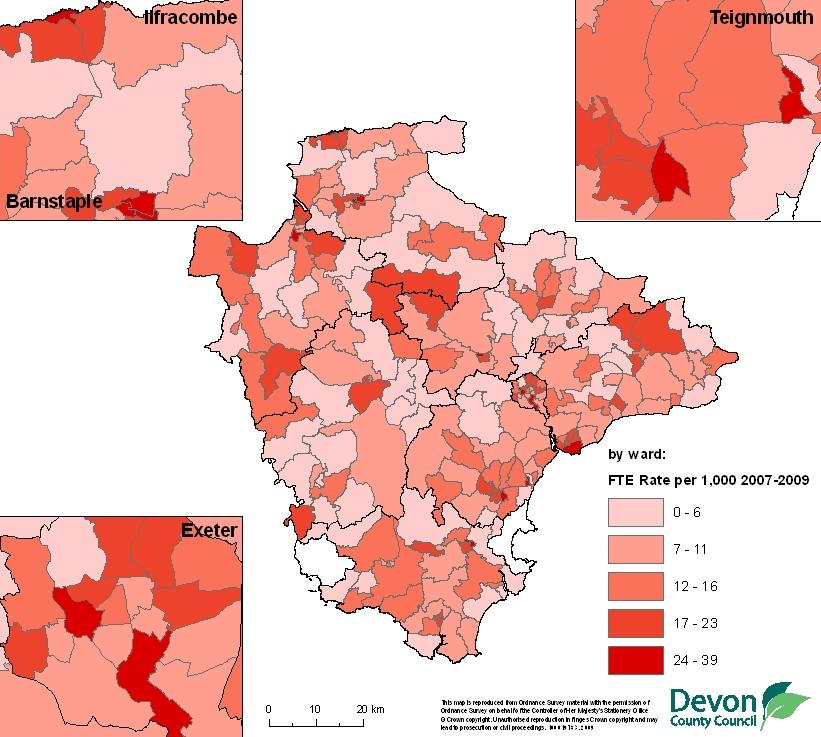 Ilfracombe
Teignmouth
Barnstaple
by ward:
FTE Rate per 1,000 2007-2009
0 - 6
7 - 11
12 - 16
17 - 23
24 - 39
Exeter
0 10 20 km
This map is reproduced from Ordnance Survey material with the permission of
Ordnance Survey on behalf of the Controller of Her Majesty's Stationery Office
© Crown copyright. Unauthorised reproduction infringes Crown copyright and may
lead to prosecution or civil proceedings.
Devon
County Council